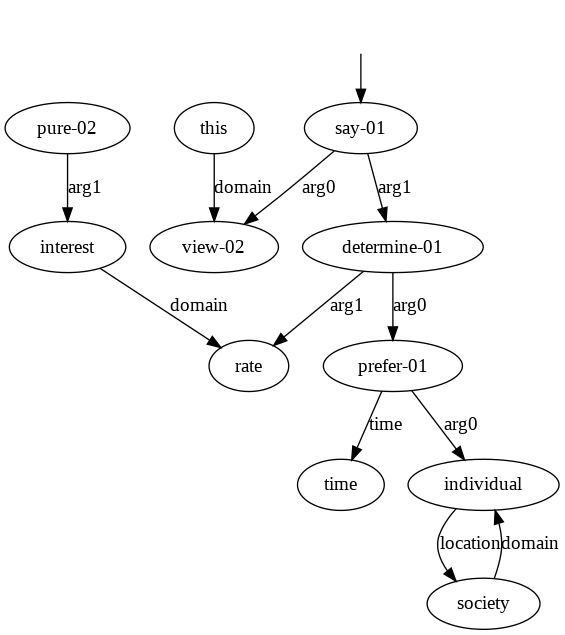 pure-02
this
say-01
arg1
domain
arg0
arg1
interest
view-02
determine-01
domain
arg1
arg0
rate
prefer-01
time
arg0
time
individual
location
domain
society